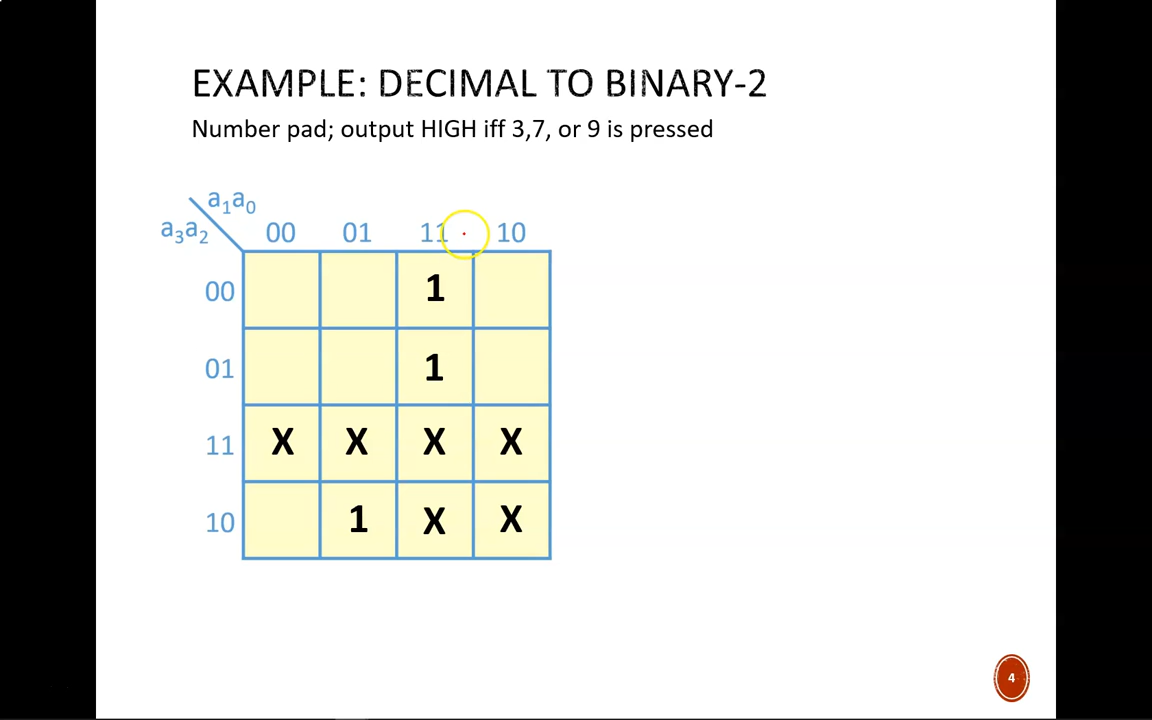 EXAMPLE: DECIMAL TO BINARY-2
Number pad; output HIGH iff 3,7, or 9 is pressed
a₁a₀
a₃a₂
00 01 11 10
00 1
01 1
11 X X X X
10 1 X X
4